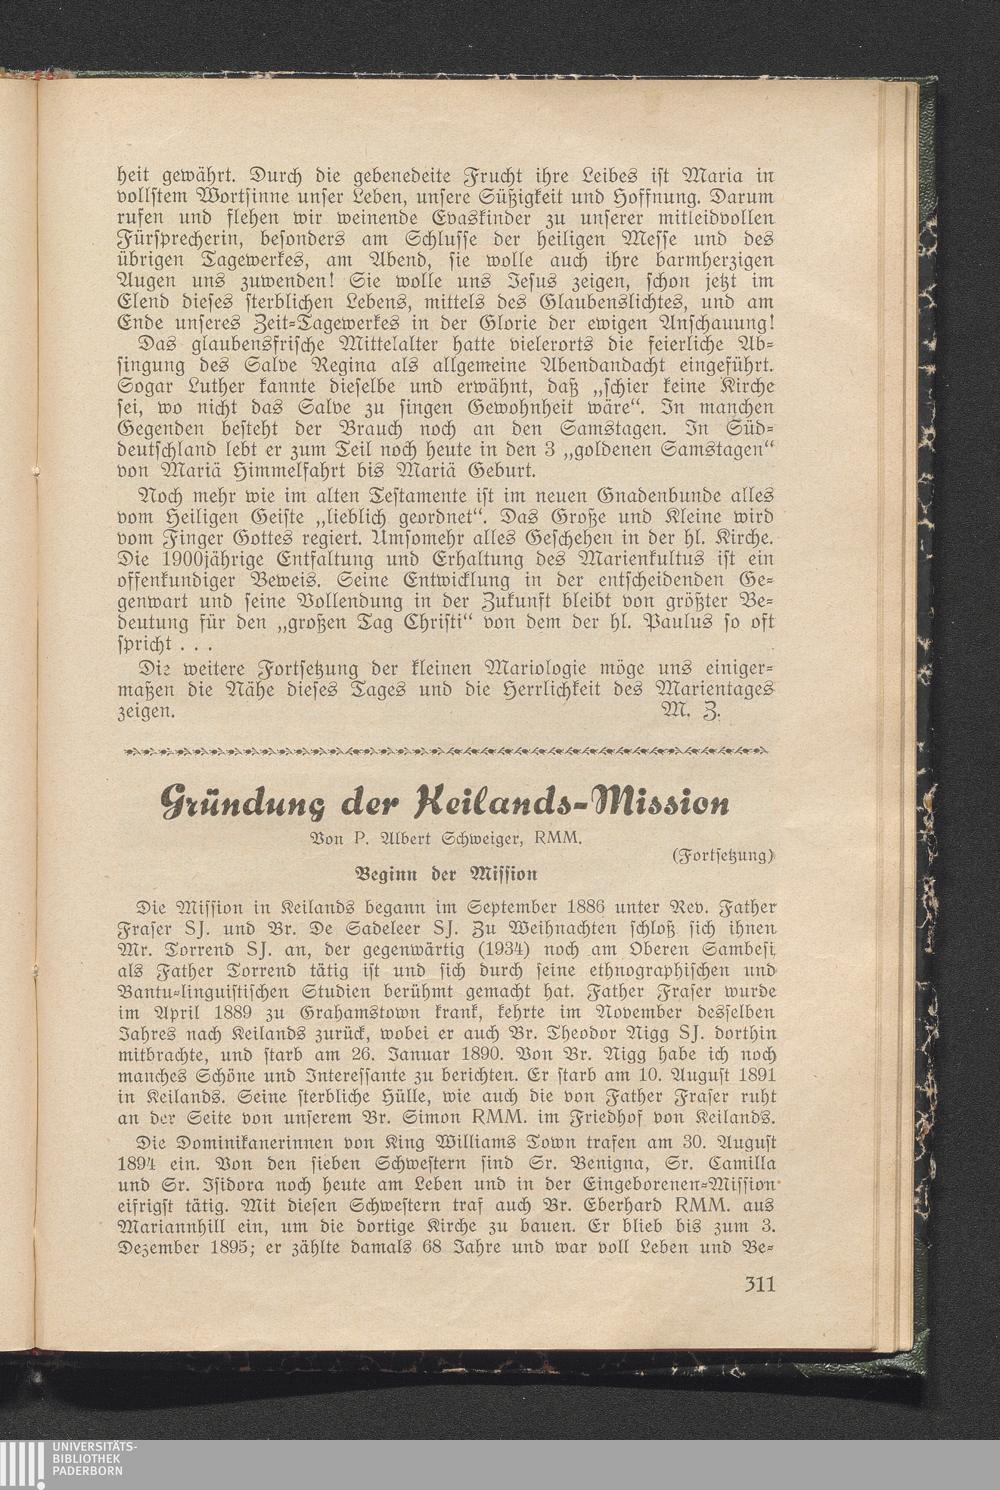 heit gewährt. Durch die gebenedeite Frucht ihre Leibes ist Maria in
vollstem Wortsinne unser Leben, unsere Süßigkeit und Hoffnung. Darum
rufen und flehen wir weinende Evaskinder zu unserer mitleidvollen
Fürsprecherin, besonders am Schlusse der heiligen Messe und des
übrigen Tagewerkes, am Abend, sie wolle auch ihre barmherzigen
Augen uns zuwenden! Sie wolle uns Jesus zeigen, schon jetzt im
Elend dieses sterblichen Lebens, mittels des Glaubenslichtes, und am
Ende unseres Zeit-Tagewerkes in der Glorie der ewigen Anschauung!
Das glaubensfrische Mittelalter hatte vielerorts die feierliche Ab-
singung des Salve Regina als allgemeine Abendandacht eingeführt.
Sogar Luther kannte dieselbe und erwähnt, daß „schier keine Kirche
sei, wo nicht das Salve zu singen Gewohnheit wäre“. In manchen
Gegenden besteht der Brauch noch an den Samstagen. In Süd-
deutschland lebt er zum Teil noch heute in den 3 „goldenen Samstagen“
von Mariä Himmelfahrt bis Mariä Geburt.
Noch mehr wie im alten Testamente ist im neuen Gnadenbunde alles
vom Heiligen Geiste „lieblich geordnet“. Das Große und Kleine wird
vom Finger Gottes regiert. Umsomehr alles Geschehen in der hl. Kirche.
Die 1900jährige Entfaltung und Erhaltung des Marienkultus ist ein
offenkundiger Beweis. Seine Entwicklung in der entscheidenden Ge-
genwart und seine Vollendung in der Zukunft bleibt von größter Be-
deutung für den „großen Tag Christi“ von dem der hl. Paulus so oft
spricht . . .
Die weitere Fortsetzung der kleinen Mariologie möge uns einiger-
maßen die Nähe dieses Tages und die Herrlichkeit des Marientages
zeigen. M. Z.
Gründung der Keilands-Mission
Von P. Albert Schweiger, RMM.
(Fortsetzung)
Beginn der Mission
Die Mission in Keilands begann im September 1886 unter Rev. Father
Fraser SJ. und Br. De Sadeleer SJ. Zu Weihnachten schloß sich ihnen
Mr. Torrend SJ. an, der gegenwärtig (1934) noch am Oberen Sambesi
als Father Torrend tätig ist und sich durch seine ethnographischen und
Bantu-linguistischen Studien berühmt gemacht hat. Father Fraser wurde
im April 1889 zu Grahamstown krank, kehrte im November desselben
Jahres nach Keilands zurück, wobei er auch Br. Theodor Nigg SJ. dorthin
mitbrachte, und starb am 26. Januar 1890. Von Br. Nigg habe ich noch
manches Schöne und Interessante zu berichten. Er starb am 10. August 1891
in Keilands. Seine sterbliche Hülle, wie auch die von Father Fraser ruht
an der Seite von unserem Br. Simon RMM. im Friedhof von Keilands.
Die Dominikanerinnen von King Williams Town trafen am 30. August
1894 ein. Von den sieben Schwestern sind Sr. Benigna, Sr. Camilla
und Sr. Isidora noch heute am Leben und in der Eingeborenen-Mission
eifrigst tätig. Mit diesen Schwestern traf auch Br. Eberhard RMM. aus
Mariannhill ein, um die dortige Kirche zu bauen. Er blieb bis zum 3.
Dezember 1895; er zählte damals 68 Jahre und war voll Leben und Be-
311
UNIVERSITÄTS-
BIBLIOTHEK
PADERBORN